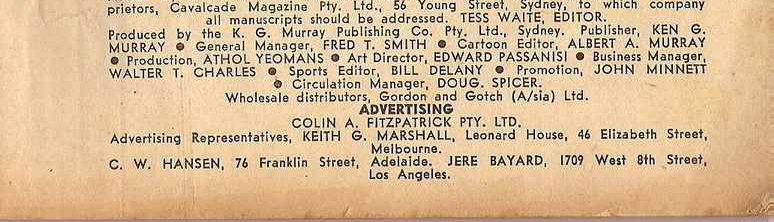 prietors, Cavalcade Magazine Pty. Ltd., 56 Young Street, Sydney, to which company
all manuscripts should be addressed. TESS WAITE, EDITOR.
Produced by the K. G. Murray Publishing Co. Pty. Ltd., Sydney. Publisher, KEN G.
MURRAY ● General Manager, FRED T. SMITH ● Cartoon Editor, ALBERT A. MURRAY
● Production, ATHOL YEOMANS ● Art Director, EDWARD PASSANISI ● Business Manager,
WALTER T. CHARLES ● Sports Editor, BILL DELANY ● Promotion, JOHN MINNETT
● Circulation Manager, DOUG. SPICER.
Wholesale distributors, Gordon and Gotch (A/sia) Ltd.
ADVERTISING
COLIN A. FITZPATRICK PTY. LTD.
Advertising Representatives, KEITH G. MARSHALL, Leonard House, 46 Elizabeth Street,
Melbourne.
C. W. HANSEN, 76 Franklin Street, Adelaide. JERE BAYARD, 1709 West 8th Street,
Los Angeles.